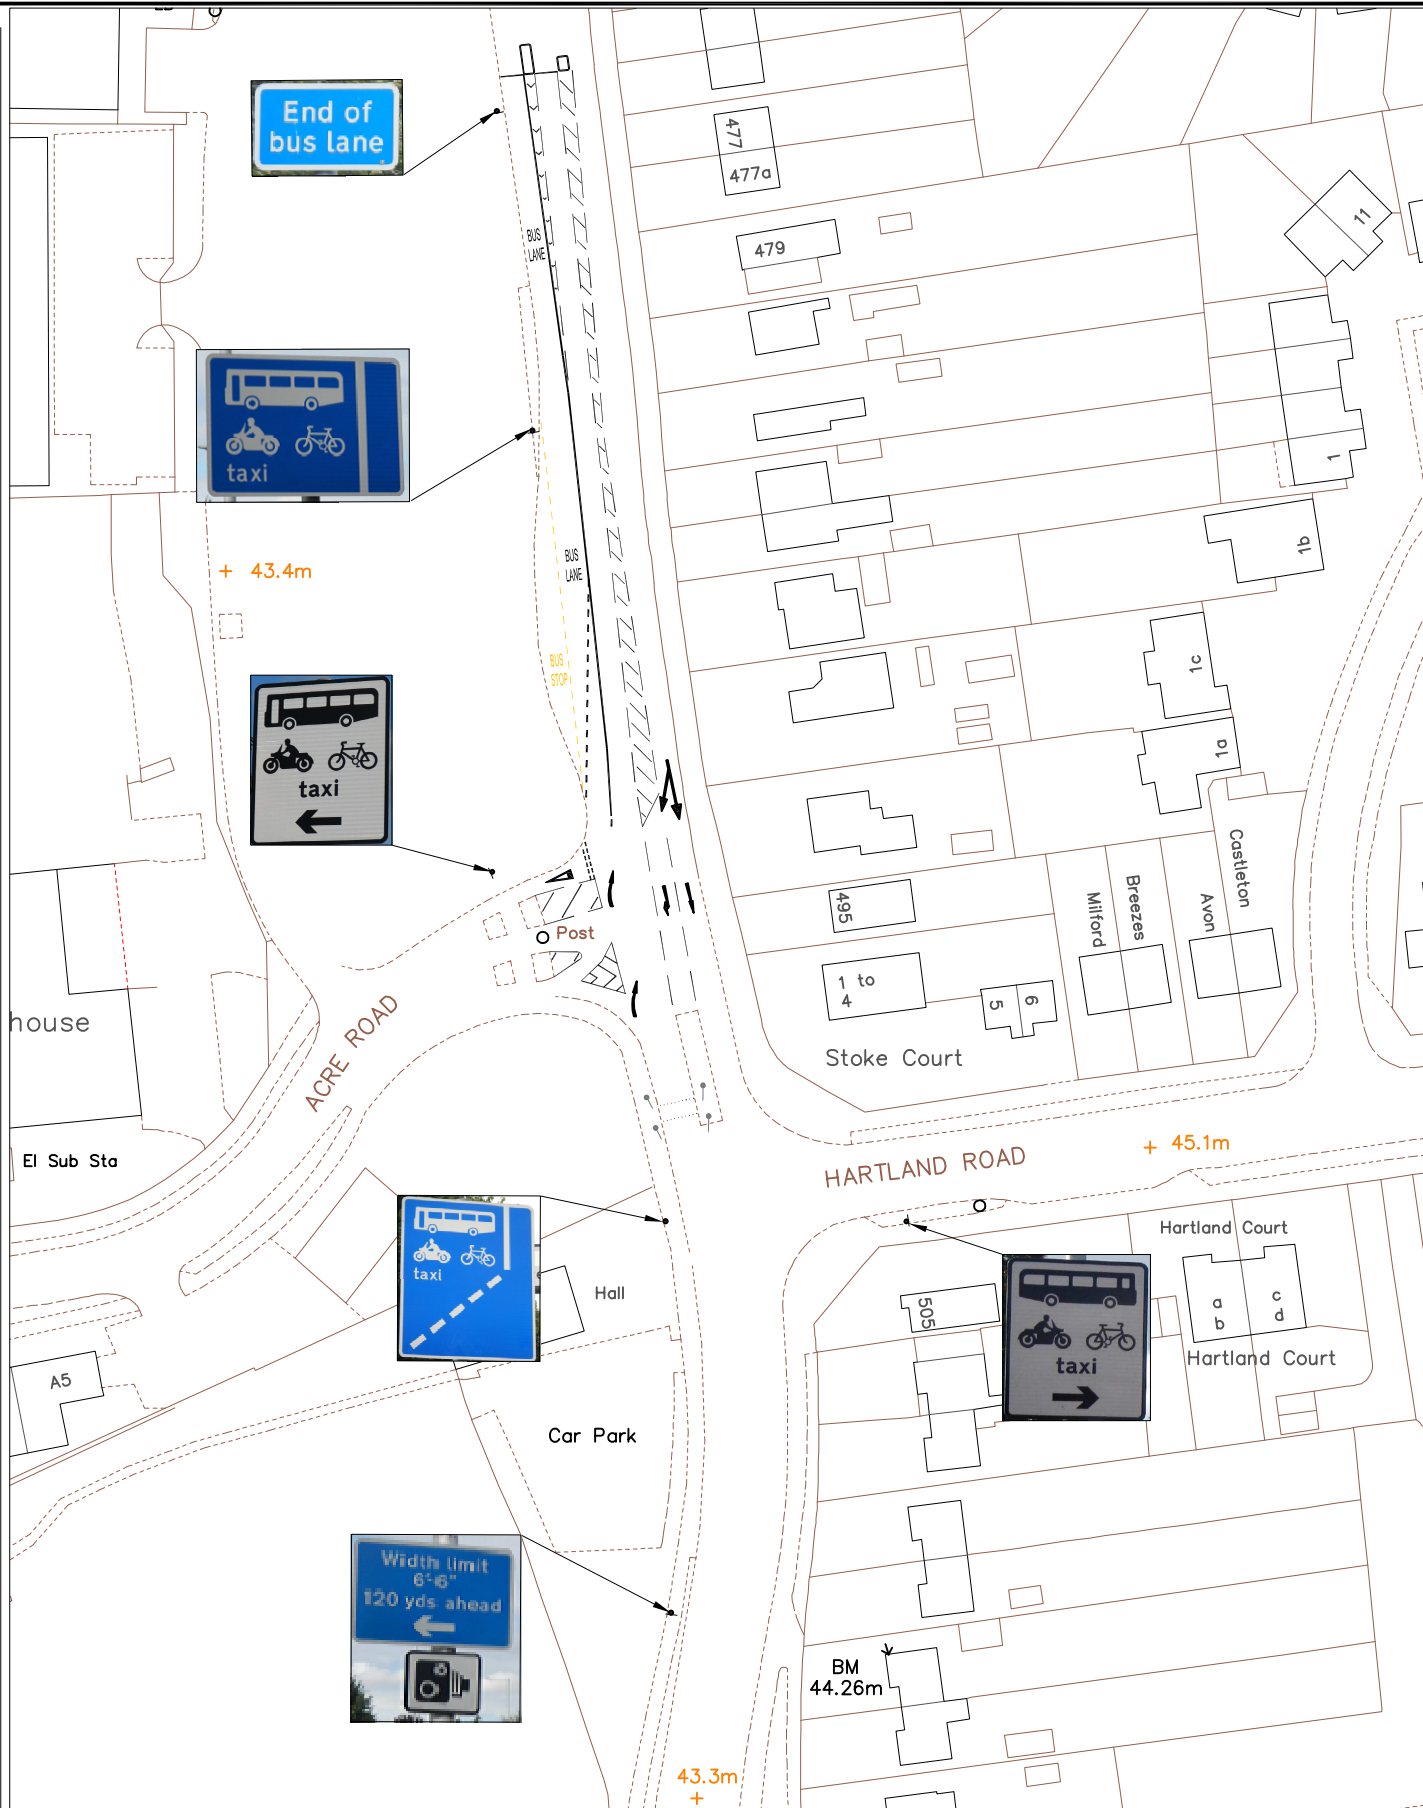 End of
bus lane
477
477a
479
11
BUS
LANE
taxi
1
1b
43.4m
BUS
LANE
BUS
STOP
1c
1a
taxi
Castleton
Breezes
Avon
Milford
495
Post
1 to
4
5
6
house
ACRE ROAD
Stoke Court
HARTLAND ROAD
45.1m
El Sub Sta
taxi
Hall
505
Hartland Court
a
b
c
d
Hartland Court
taxi
A5
Car Park
Width limit
6'-6"
120 yds ahead
BM
44.26m
43.3m